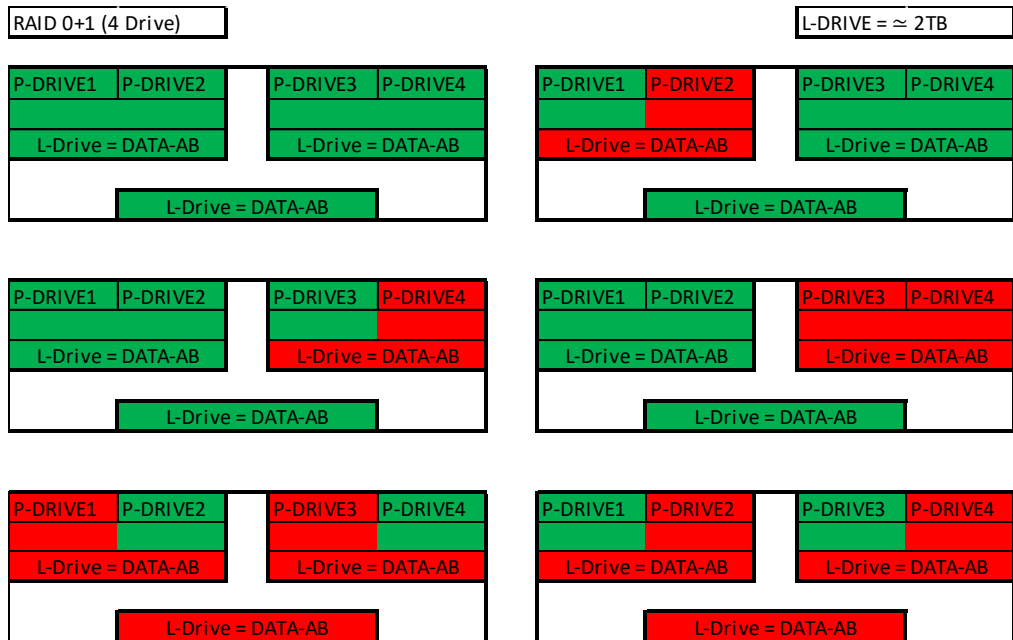 RAID 0+1 (4 Drive) L-DRIVE = ≃ 2TB
P-DRIVE1 P-DRIVE2 P-DRIVE3 P-DRIVE4 P-DRIVE1 P-DRIVE2 P-DRIVE3 P-DRIVE4
L-Drive = DATA-AB L-Drive = DATA-AB L-Drive = DATA-AB L-Drive = DATA-AB
L-Drive = DATA-AB L-Drive = DATA-AB
P-DRIVE1 P-DRIVE2 P-DRIVE3 P-DRIVE4 P-DRIVE1 P-DRIVE2 P-DRIVE3 P-DRIVE4
L-Drive = DATA-AB L-Drive = DATA-AB L-Drive = DATA-AB L-Drive = DATA-AB
L-Drive = DATA-AB L-Drive = DATA-AB
P-DRIVE1 P-DRIVE2 P-DRIVE3 P-DRIVE4 P-DRIVE1 P-DRIVE2 P-DRIVE3 P-DRIVE4
L-Drive = DATA-AB L-Drive = DATA-AB L-Drive = DATA-AB L-Drive = DATA-AB
L-Drive = DATA-AB L-Drive = DATA-AB